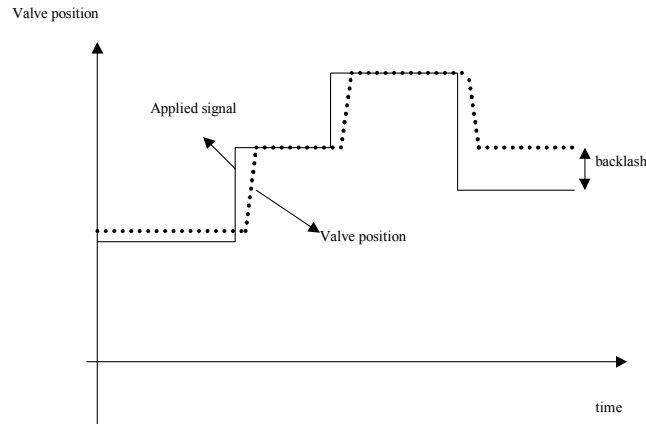 Valve position
Applied signal
backlash
Valve position
time